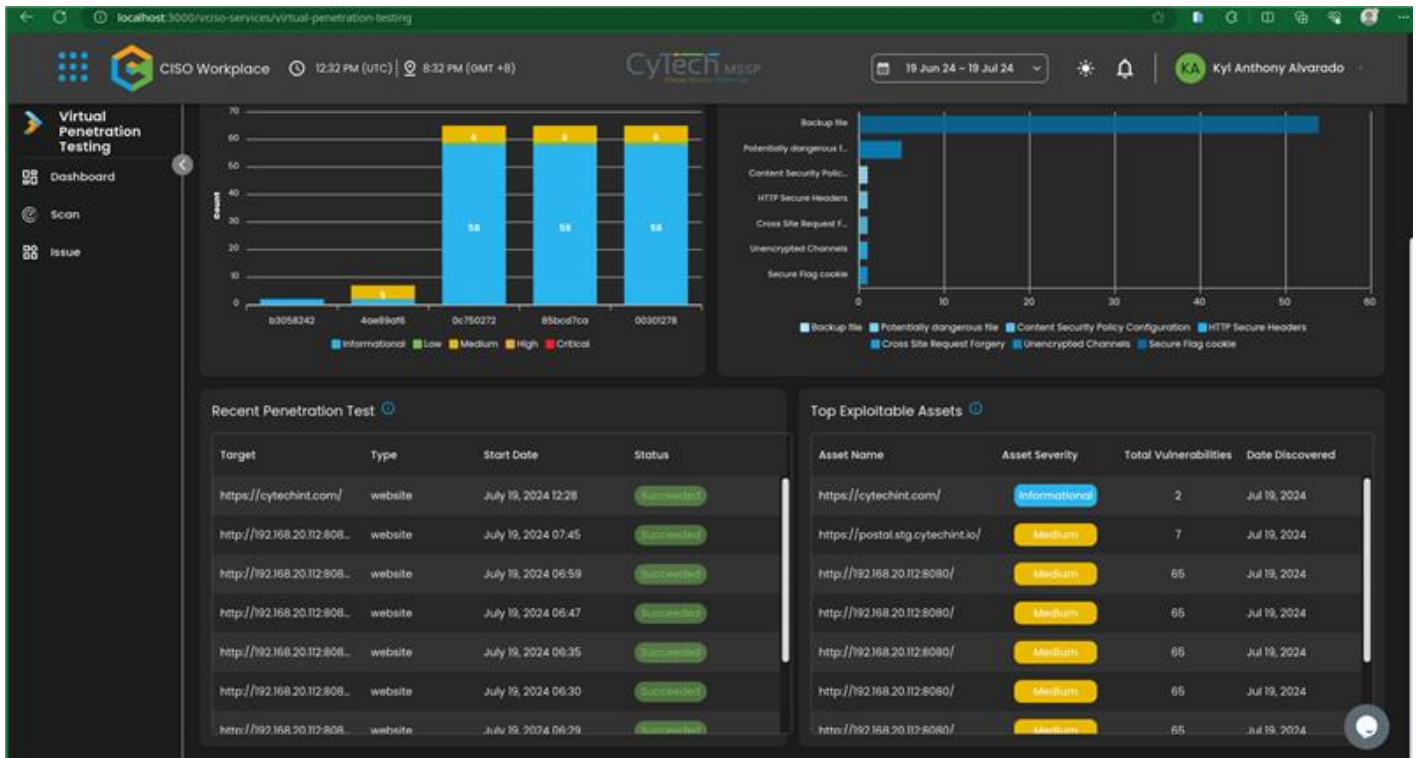 localhost:3000/vciso-services/virtual-penetration-testing
CISO Workplace
12:32 PM (UTC)
8:32 PM (GMT +8)
CyTech MSSP
19 Jun 24 – 19 Jul 24
KA
Kyl Anthony Alvarado
Virtual
Penetration
Testing
Dashboard
Scan
Issue
Count
70
60
50
40
30
20
10
0
5
6
6
6
58
58
58
b3058242
4ae89af6
0c750272
85bcd7ca
00301278
Informational Low Medium High Critical
Backup file
Potentially dangerous f...
Content Security Polic...
HTTP Secure Headers
Cross Site Request F...
Unencrypted Channels
Secure Flag cookie
0 10 20 30 40 50 60
Backup file Potentially dangerous file Content Security Policy Configuration HTTP Secure Headers
Cross Site Request Forgery Unencrypted Channels Secure Flag cookie
Recent Penetration Test
Target Type Start Date Status
https://cytechint.com/ website July 19, 2024 12:28 Succeeded
http://192.168.20.112:808... website July 19, 2024 07:45 Succeeded
http://192.168.20.112:808... website July 19, 2024 06:59 Succeeded
http://192.168.20.112:808... website July 19, 2024 06:47 Succeeded
http://192.168.20.112:808... website July 19, 2024 06:35 Succeeded
http://192.168.20.112:808... website July 19, 2024 06:30 Succeeded
http://192.168.20.112:808... website July 19, 2024 06:29
Top Exploitable Assets
Asset Name Asset Severity Total Vulnerabilities Date Discovered
https://cytechint.com/ Informational 2 Jul 19, 2024
https://postal.stg.cytechint.io/ Medium 7 Jul 19, 2024
http://192.168.20.112:8080/ Medium 65 Jul 19, 2024
http://192.168.20.112:8080/ Medium 65 Jul 19, 2024
http://192.168.20.112:8080/ Medium 65 Jul 19, 2024
http://192.168.20.112:8080/ Medium 65 Jul 19, 2024
http://192.168.20.112:8080/ Medium 65 Jul 19, 2024